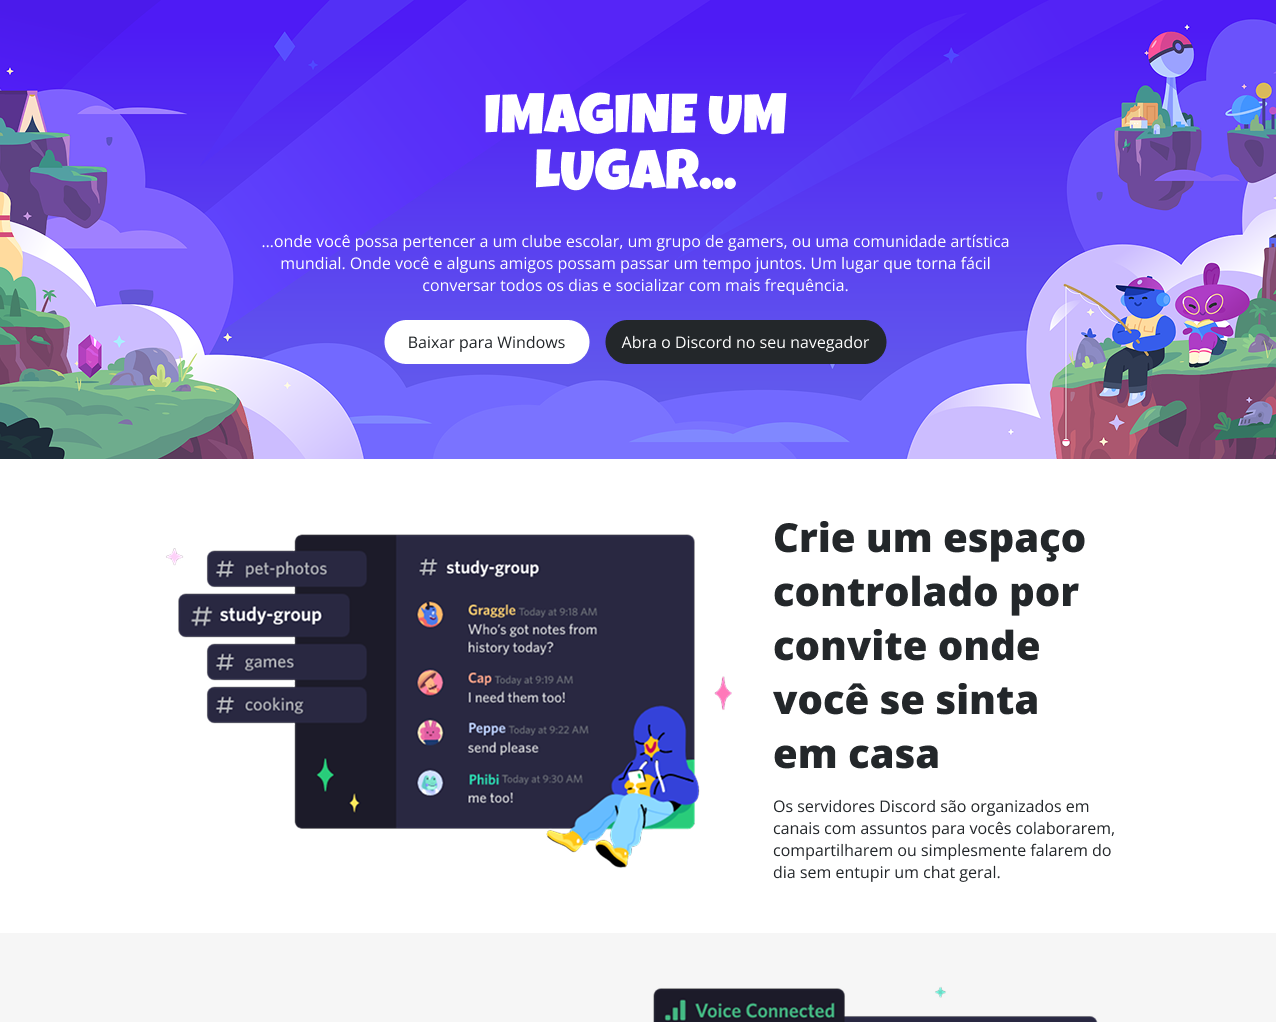 IMAGINE UM
LUGAR...
...onde você possa pertencer a um clube escolar, um grupo de gamers, ou uma comunidade artística
mundial. Onde você e alguns amigos possam passar um tempo juntos. Um lugar que torna fácil
conversar todos os dias e socializar com mais frequência.
Baixar para Windows
Abra o Discord no seu navegador
# pet-photos
# study-group
# games
# cooking
# study-group
Graggle Today at 9:18 AM
Who's got notes from
history today?
Cap Today at 9:19 AM
I need them too!
Peppe Today at 9:22 AM
send please
Phibi Today at 9:30 AM
me too!
Crie um espaço
controlado por
convite onde
você se sinta
em casa
Os servidores Discord são organizados em
canais com assuntos para vocês colaborarem,
compartilharem ou simplesmente falarem do
dia sem entupir um chat geral.
Voice Connected